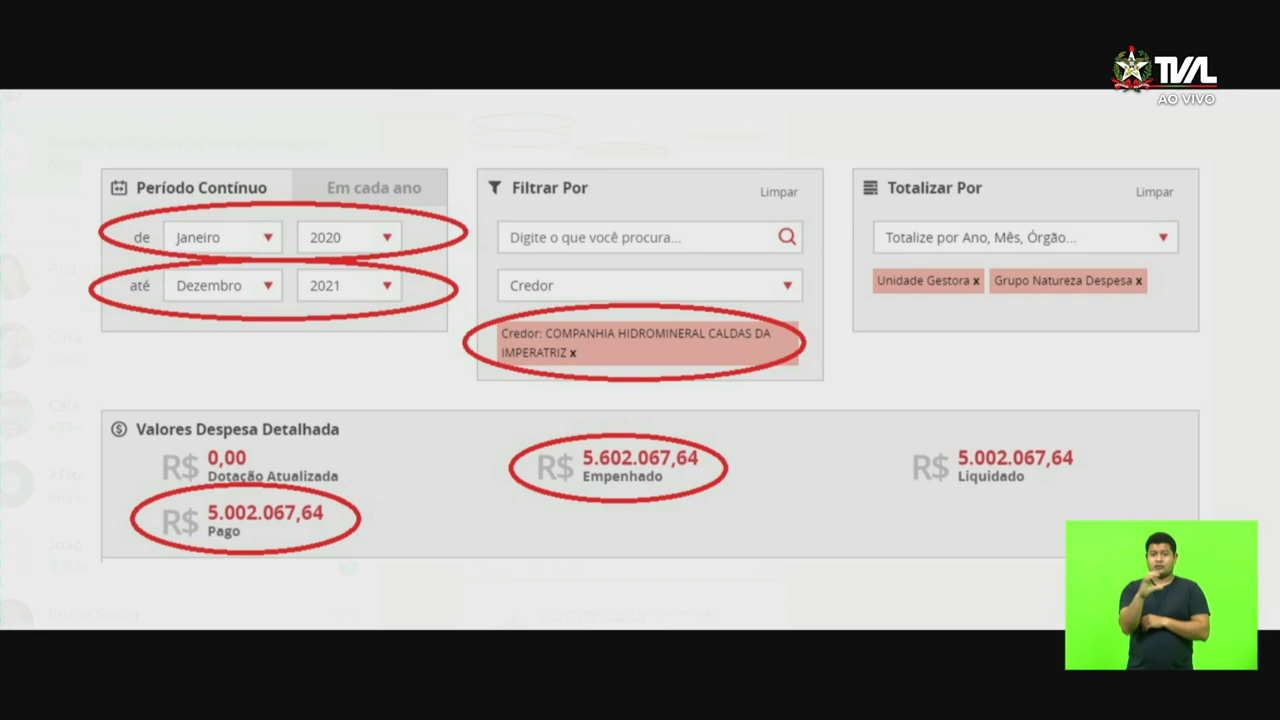 TVAL
AO VIVO
Período Contínuo
Em cada ano
de Janeiro 2020
até Dezembro 2021
Filtrar Por
Limpar
Digite o que você procura...
Credor
Credor: COMPANHIA HIDROMINERAL CALDAS DA
IMPERATRIZ x
Totalizar Por
Limpar
Totalize por Ano, Mês, Órgão...
Unidade Gestora x Grupo Natureza Despesa x
Valores Despesa Detalhada
R$ 0,00
Dotação Atualizada
R$ 5.602.067,64
Empenhado
R$ 5.002.067,64
Liquidado
R$ 5.002.067,64
Pago
Bruno Souza